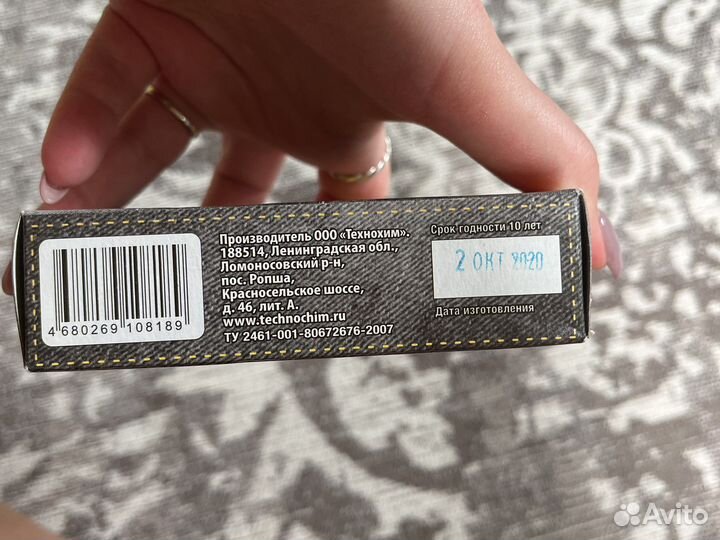 Производитель ООО «Технохим».
188514, Ленинградская обл.,
Ломоносовский р-н,
пос. Ропша,
Красносельское шоссе,
д. 46, лит. А.
www.technochim.ru
ТУ 2461-001-80672676-2007
4 680269 108189
Срок годности 10 лет
2 ОКТ 2020
Дата изготовления
Avito